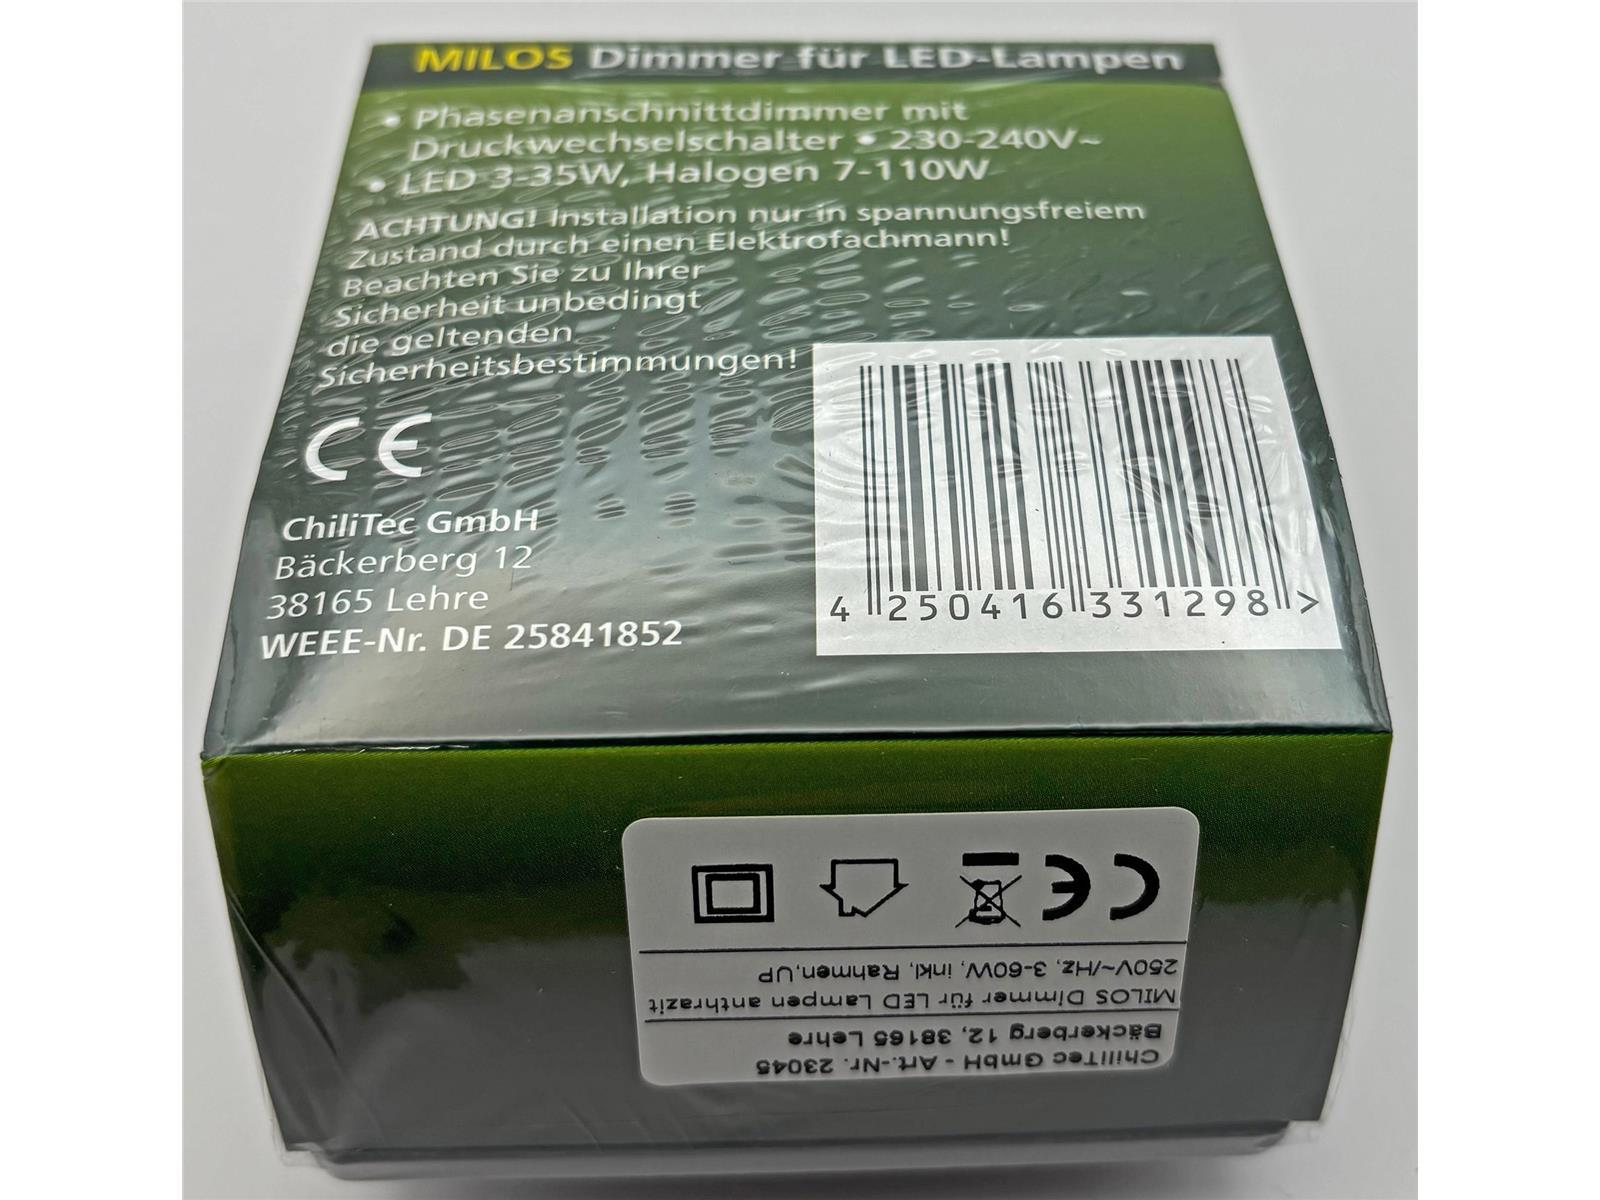 MILOS Dimmer für LED-Lampen
• Phasenanschnittdimmer mit
Druckwechselschalter • 230-240V~
• LED 3-35W, Halogen 7-110W
ACHTUNG! Installation nur in spannungsfreiem
Zustand durch einen Elektrofachmann!
Beachten Sie zu Ihrer
Sicherheit unbedingt
die geltenden
Sicherheitsbestimmungen!
CE
ChiliTec GmbH
Bäckerberg 12
38165 Lehre
WEEE-Nr. DE 25841852
4 250416 331298 >
ChiliTec GmbH - Art.-Nr. 23045
Bäckerberg 12, 38165 Lehre
MILOS Dimmer für LED Lampen anthrazit
250V~/Hz, 3-60W, inkl, Rahmen,UP
CE